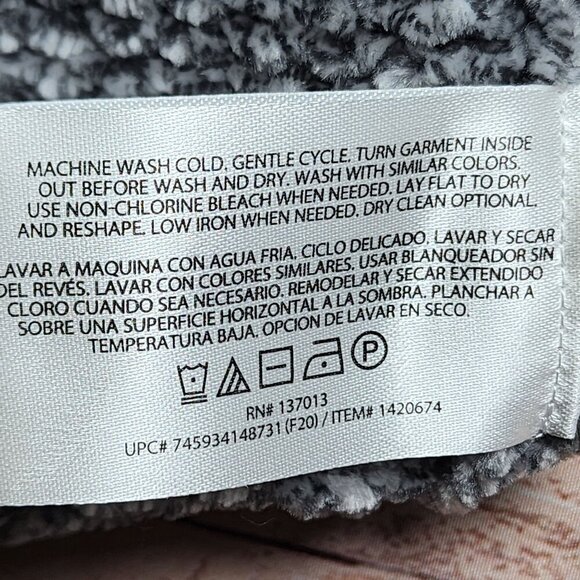 MACHINE WASH COLD. GENTLE CYCLE. TURN GARMENT INSIDE
OUT BEFORE WASH AND DRY. WASH WITH SIMILAR COLORS.
USE NON-CHLORINE BLEACH WHEN NEEDED. LAY FLAT TO DRY
AND RESHAPE. LOW IRON WHEN NEEDED. DRY CLEAN OPTIONAL.
LAVAR A MAQUINA CON AGUA FRIA. CICLO DELICADO. LAVAR Y SECAR
DEL REVÉS. LAVAR CON COLORES SIMILARES. USAR BLANQUEADOR SIN
CLORO CUANDO SEA NECESARIO. REMODELAR Y SECAR EXTENDIDO
SOBRE UNA SUPERFICIE HORIZONTAL A LA SOMBRA. PLANCHAR A
TEMPERATURA BAJA. OPCION DE LAVAR EN SECO.
P
RN# 137013
UPC# 745934148731 (F20) / ITEM# 1420674